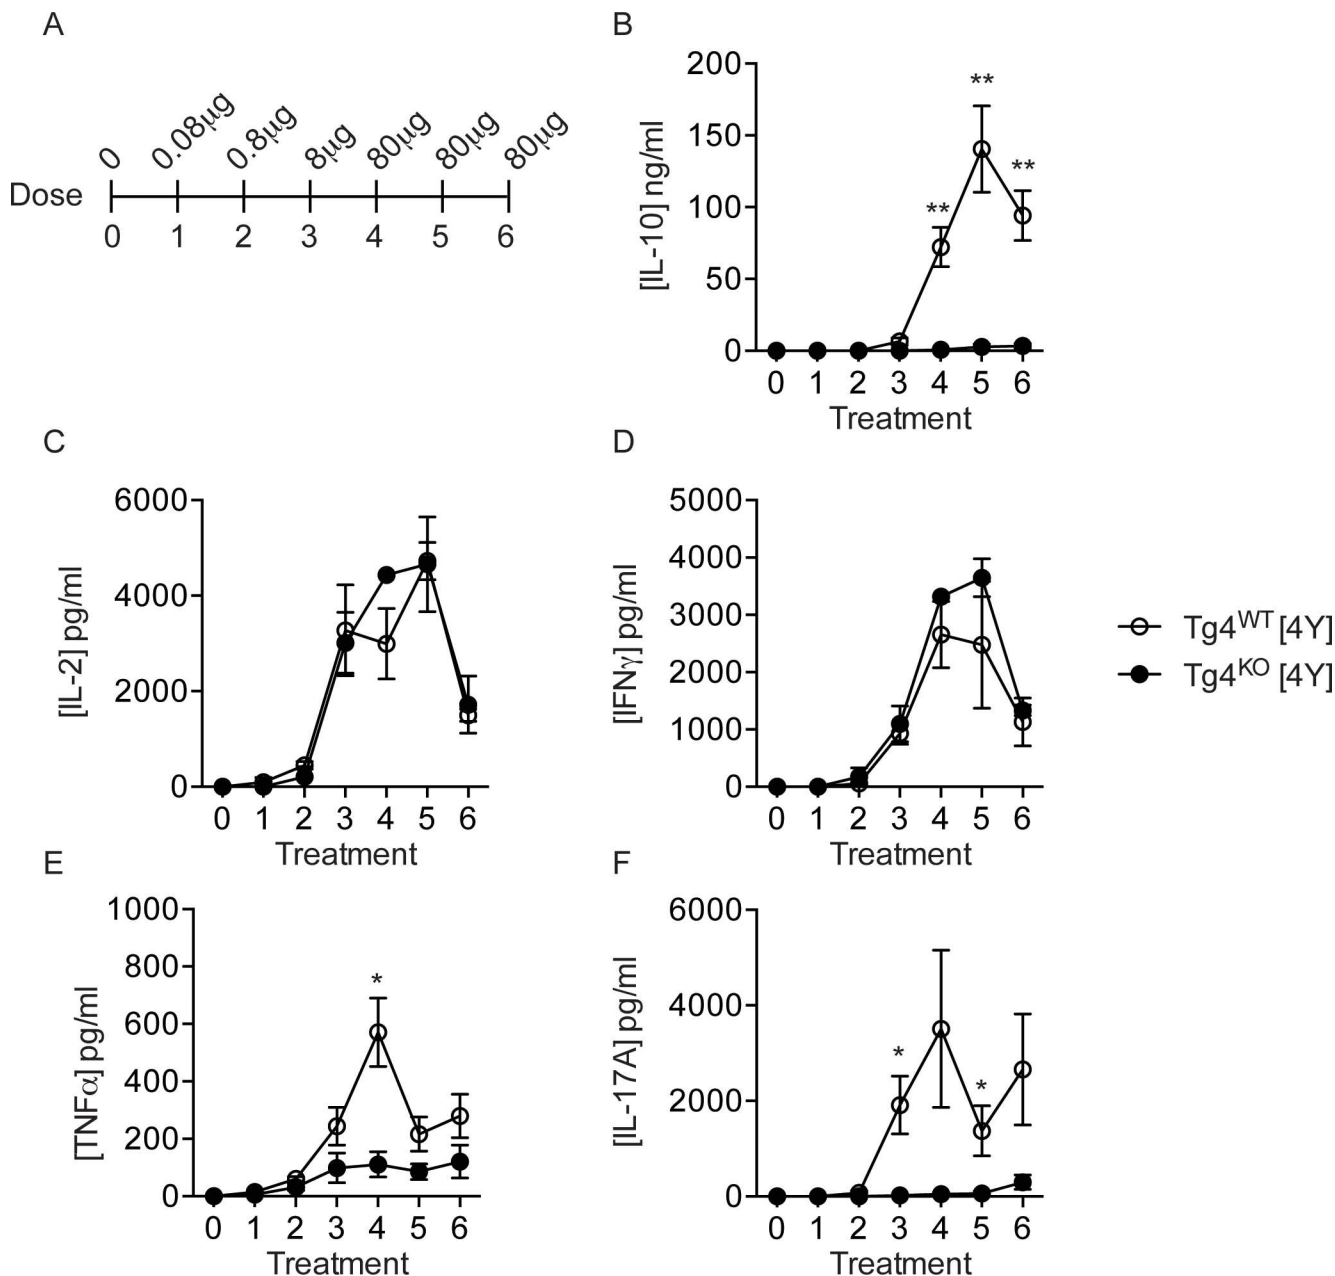 A
0 0.08µg 0.8µg 8µg 80µg 80µg 80µg
Dose
0 1 2 3 4 5 6
B
[IL-10] ng/ml
200
150
100
50
0
** ** **
0 1 2 3 4 5 6
Treatment
C
[IL-2] pg/ml
6000
4000
2000
0
0 1 2 3 4 5 6
Treatment
D
[IFNγ] pg/ml
5000
4000
3000
2000
1000
0
0 1 2 3 4 5 6
Treatment
Tg4WT [4Y]
Tg4KO [4Y]
E
[TNFα] pg/ml
1000
800
600
400
200
0
*
0 1 2 3 4 5 6
Treatment
F
[IL-17A] pg/ml
6000
4000
2000
0
* *
0 1 2 3 4 5 6
Treatment